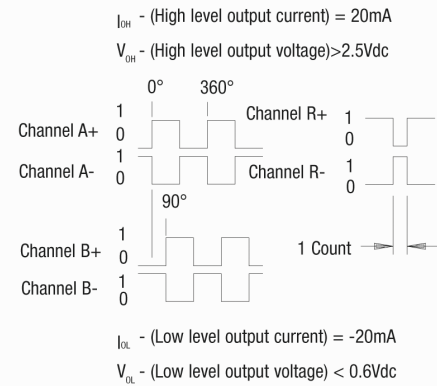 I_OH - (High level output current) = 20mA
V_OH - (High level output voltage)>2.5Vdc
0° 360°
Channel A+ 1 0
Channel A- 1 0
Channel R+ 1 0
Channel R- 1 0
90°
Channel B+ 1 0
Channel B- 1 0
1 Count
I_OL - (Low level output current) = -20mA
V_OL - (Low level output voltage) < 0.6Vdc